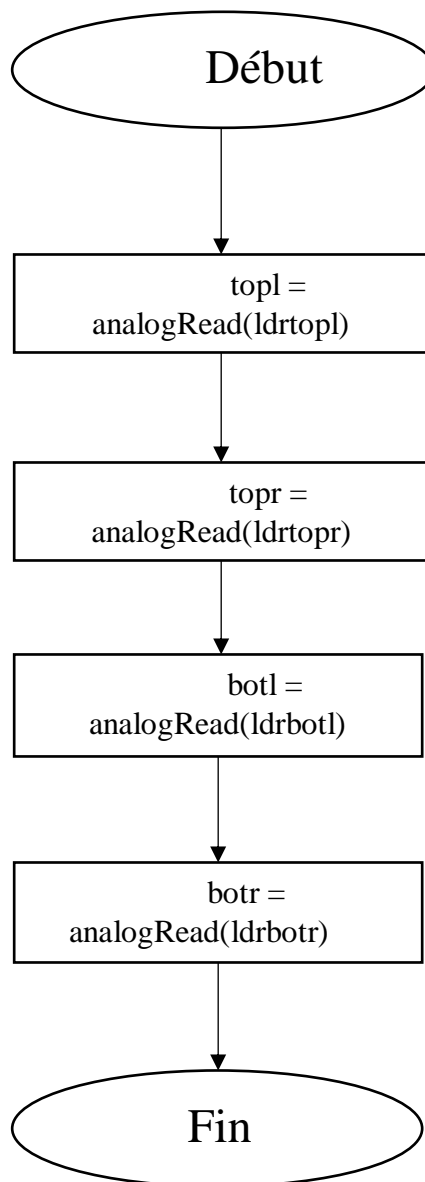 Début
topl =
analogRead(ldrtopl)
topr =
analogRead(ldrtopr)
botl =
analogRead(ldrbotl)
botr =
analogRead(ldrbotr)
Fin